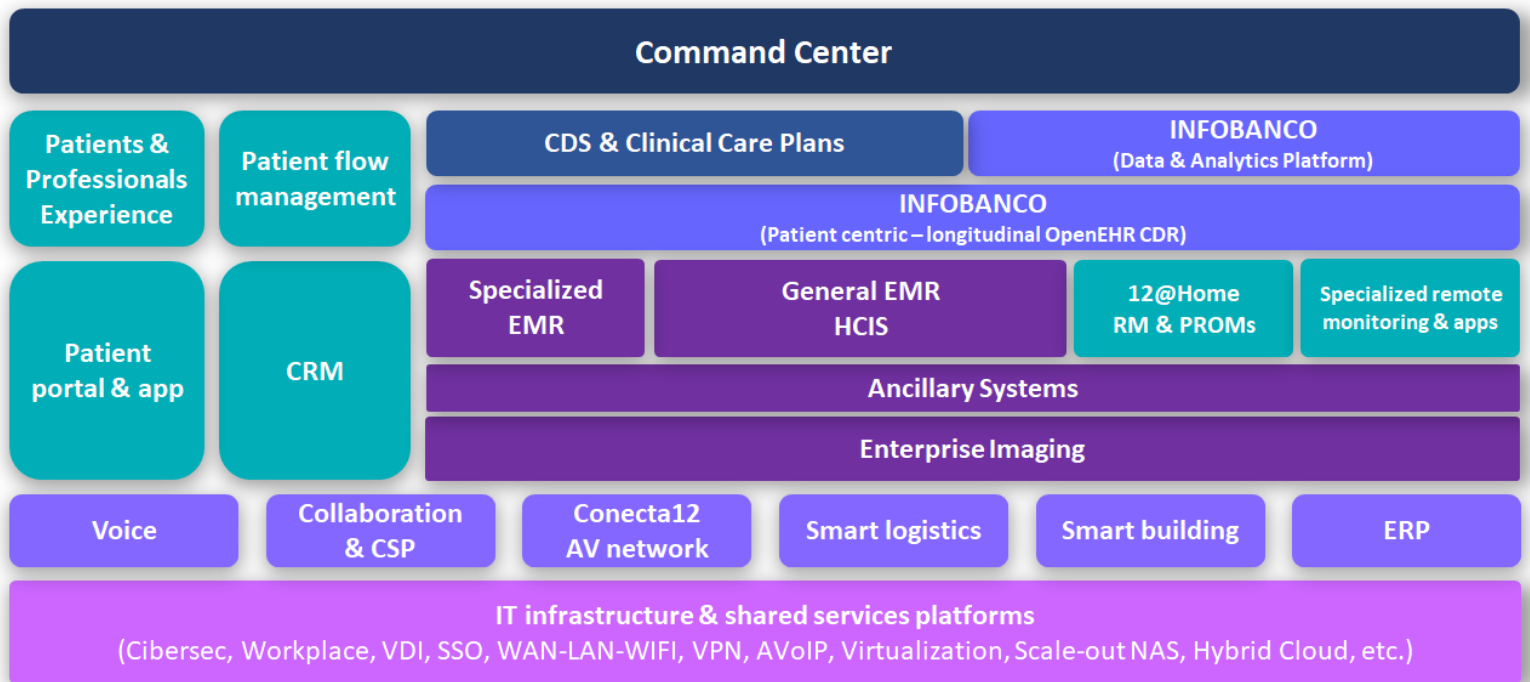 Command Center
Patients &
Professionals
Experience
Patient flow
management
CDS & Clinical Care Plans
INFOBANCO
(Data & Analytics Platform)
INFOBANCO
(Patient centric – longitudinal OpenEHR CDR)
Patient
portal & app
CRM
Specialized
EMR
General EMR
HCIS
12@Home
RM & PROMs
Specialized remote
monitoring & apps
Ancillary Systems
Enterprise Imaging
Voice
Collaboration
& CSP
Conecta12
AV network
Smart logistics
Smart building
ERP
IT infrastructure & shared services platforms
(Cibersec, Workplace, VDI, SSO, WAN-LAN-WIFI, VPN, AVoIP, Virtualization, Scale-out NAS, Hybrid Cloud, etc.)